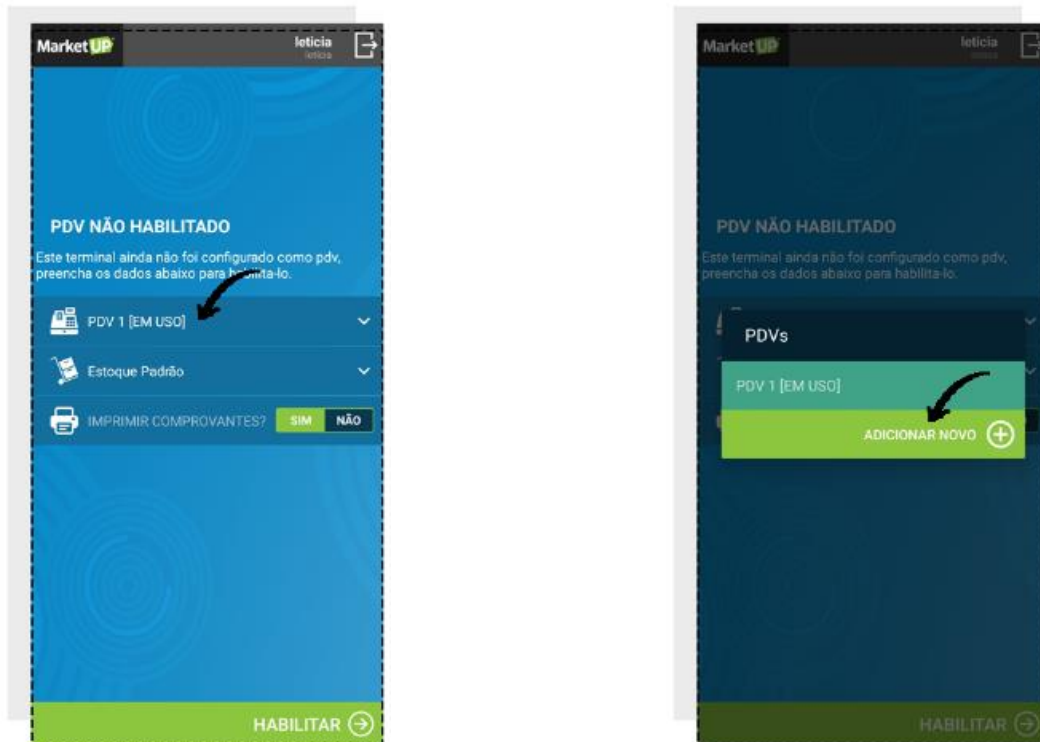 MarketUP
leticia
leticia
PDV NÃO HABILITADO
Este terminal ainda não foi configurado como pdv,
preencha os dados abaixo para habilita-lo.
PDV 1 [EM USO]
Estoque Padrão
IMPRIMIR COMPROVANTES? SIM NÃO
HABILITAR
MarketUP
leticia
PDV NÃO HABILITADO
Este terminal ainda não foi configurado como pdv,
preencha os dados abaixo para habilita-lo.
PDVs
PDV 1 [EM USO]
ADICIONAR NOVO
HABILITAR